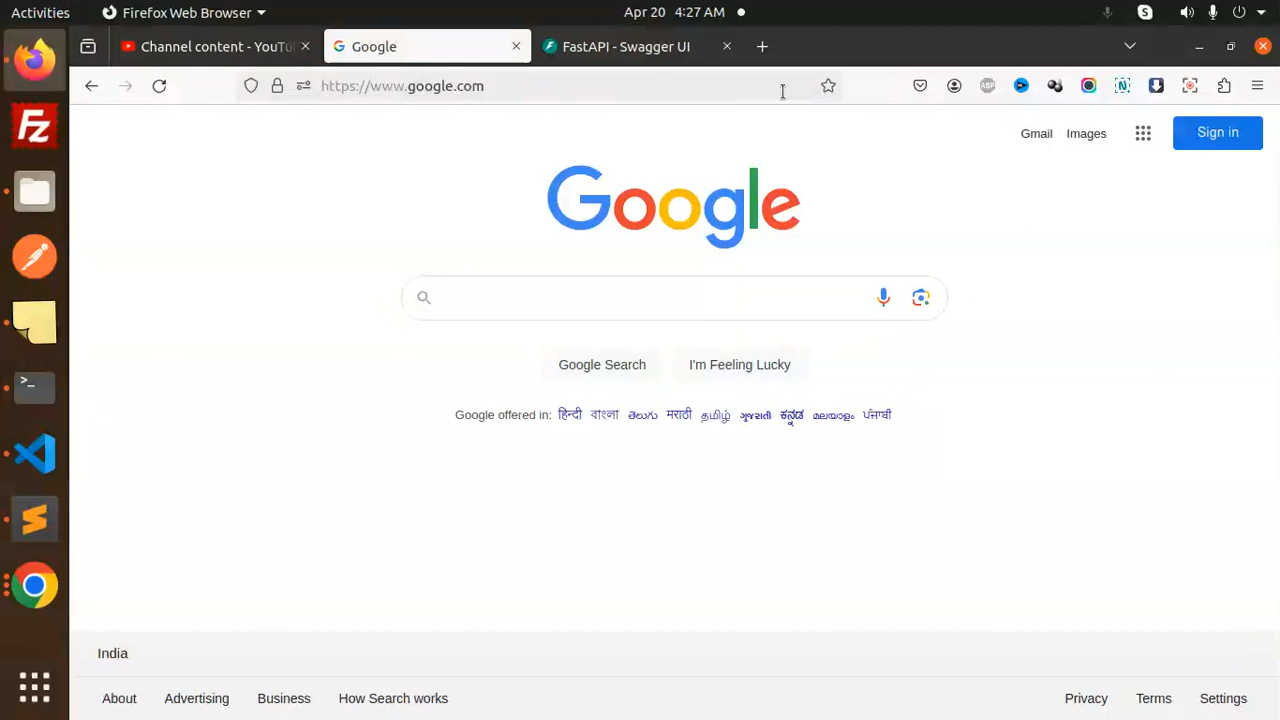 Activities Firefox Web Browser Apr 20 4:27 AM
Channel content - YouTu Google FastAPI - Swagger UI
https://www.google.com
Gmail Images Sign in
Google
Google Search I'm Feeling Lucky
Google offered in: हिन्दी বাংলা తెలుగు मराठी தமிழ் ગુજરાતી ಕನ್ನಡ മലയാളം ਪੰਜਾਬੀ
India
About Advertising Business How Search works Privacy Terms Settings